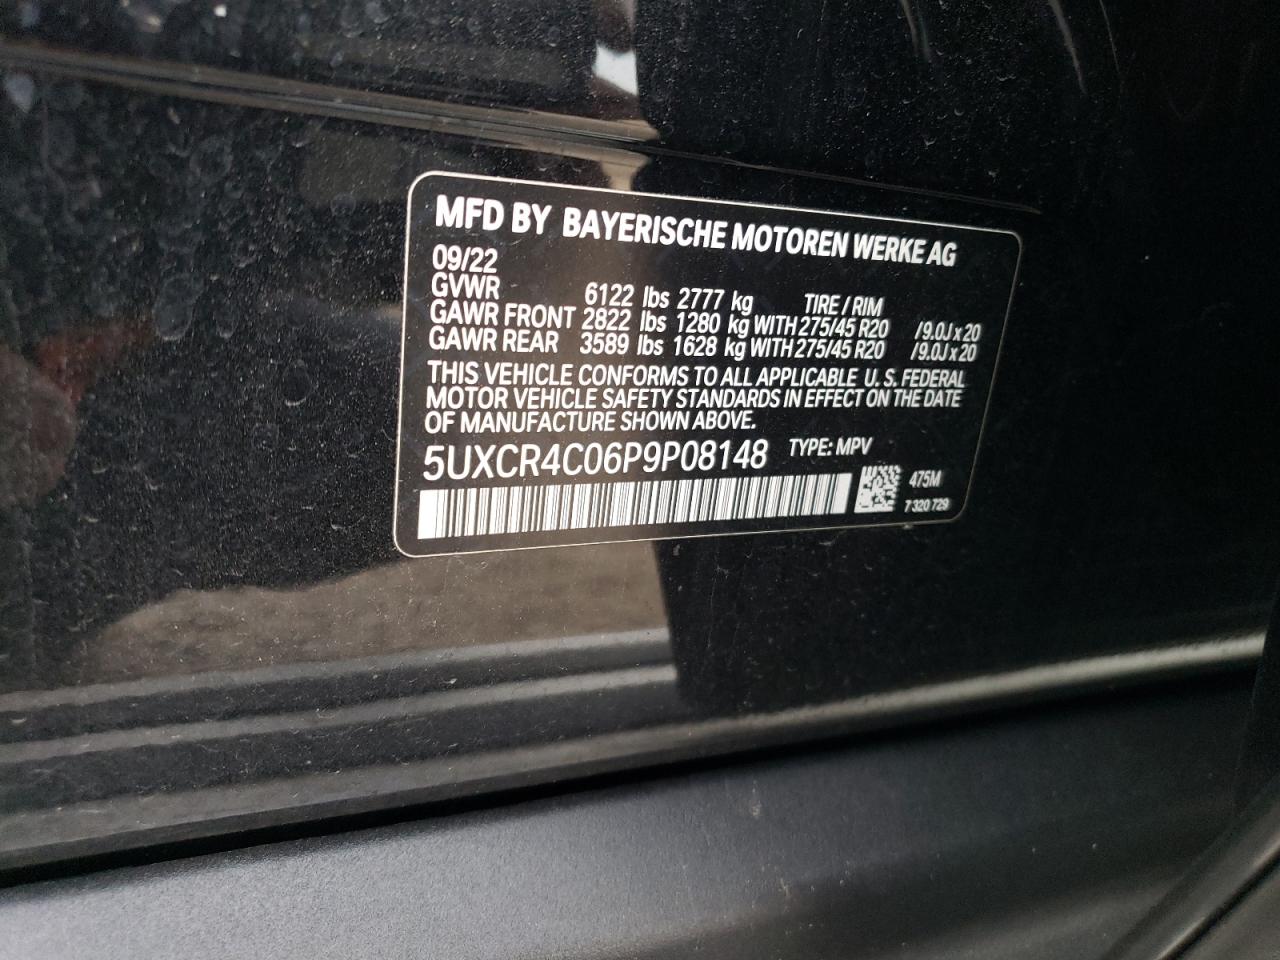 MFD BY BAYERISCHE MOTOREN WERKE AG
09/22
GVWR 6122 lbs 2777 kg TIRE / RIM
GAWR FRONT 2822 lbs 1280 kg WITH 275/45 R20 /9.0J x 20
GAWR REAR 3589 lbs 1628 kg WITH 275/45 R20 /9.0J x 20
THIS VEHICLE CONFORMS TO ALL APPLICABLE U. S. FEDERAL
MOTOR VEHICLE SAFETY STANDARDS IN EFFECT ON THE DATE
OF MANUFACTURE SHOWN ABOVE.
5UXCR4C06P9P08148 TYPE: MPV
475M
7 320 729